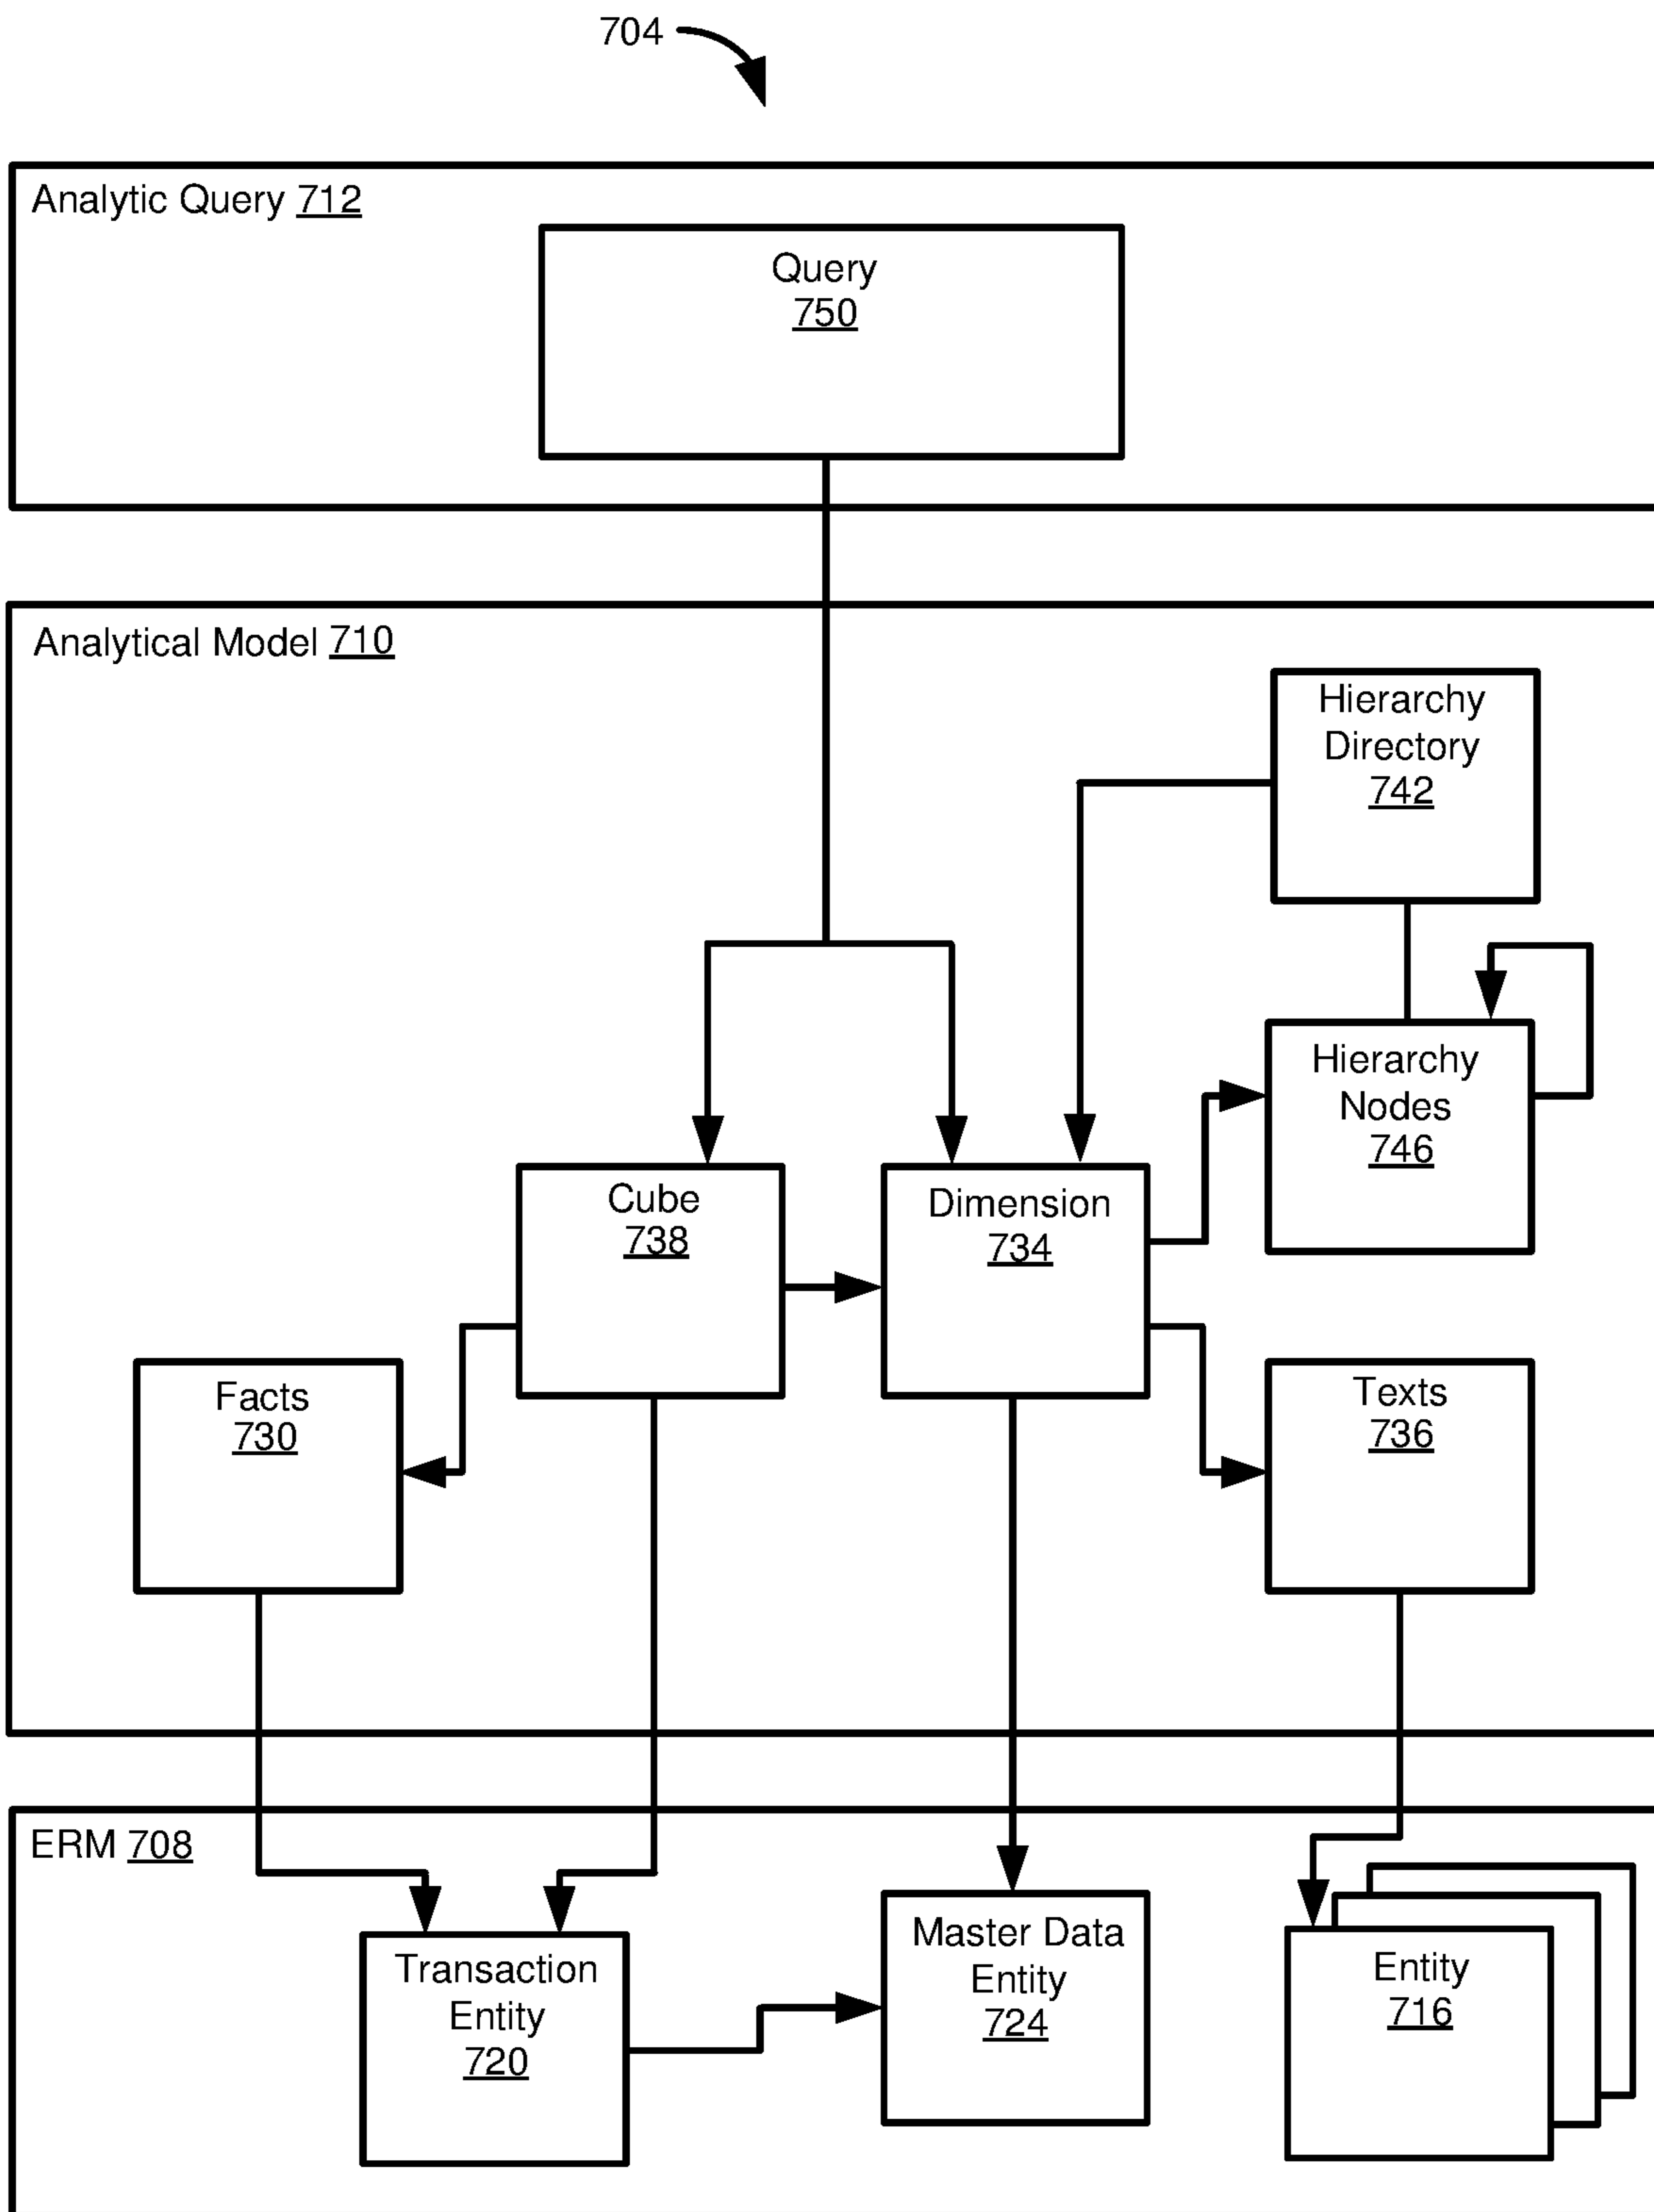 704
Analytic Query 712
Query
750
Analytical Model 710
Hierarchy
Directory
742
Hierarchy
Nodes
746
Cube
738
Dimension
734
Facts
730
Texts
736
ERM 708
Transaction
Entity
720
Master Data
Entity
724
Entity
716